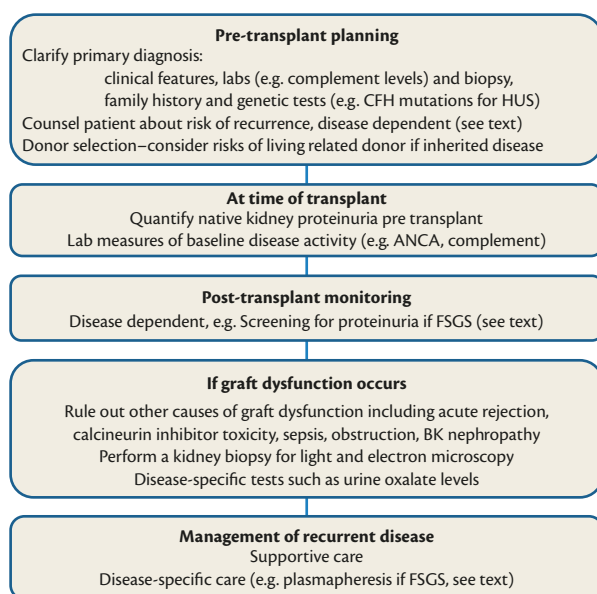 Pre-transplant planning
Clarify primary diagnosis:
clinical features, labs (e.g. complement levels) and biopsy,
family history and genetic tests (e.g. CFH mutations for HUS)
Counsel patient about risk of recurrence, disease dependent (see text)
Donor selection–consider risks of living related donor if inherited disease
At time of transplant
Quantify native kidney proteinuria pre transplant
Lab measures of baseline disease activity (e.g. ANCA, complement)
Post-transplant monitoring
Disease dependent, e.g. Screening for proteinuria if FSGS (see text)
If graft dysfunction occurs
Rule out other causes of graft dysfunction including acute rejection,
calcineurin inhibitor toxicity, sepsis, obstruction, BK nephropathy
Perform a kidney biopsy for light and electron microscopy
Disease-specific tests such as urine oxalate levels
Management of recurrent disease
Supportive care
Disease-specific care (e.g. plasmapheresis if FSGS, see text)